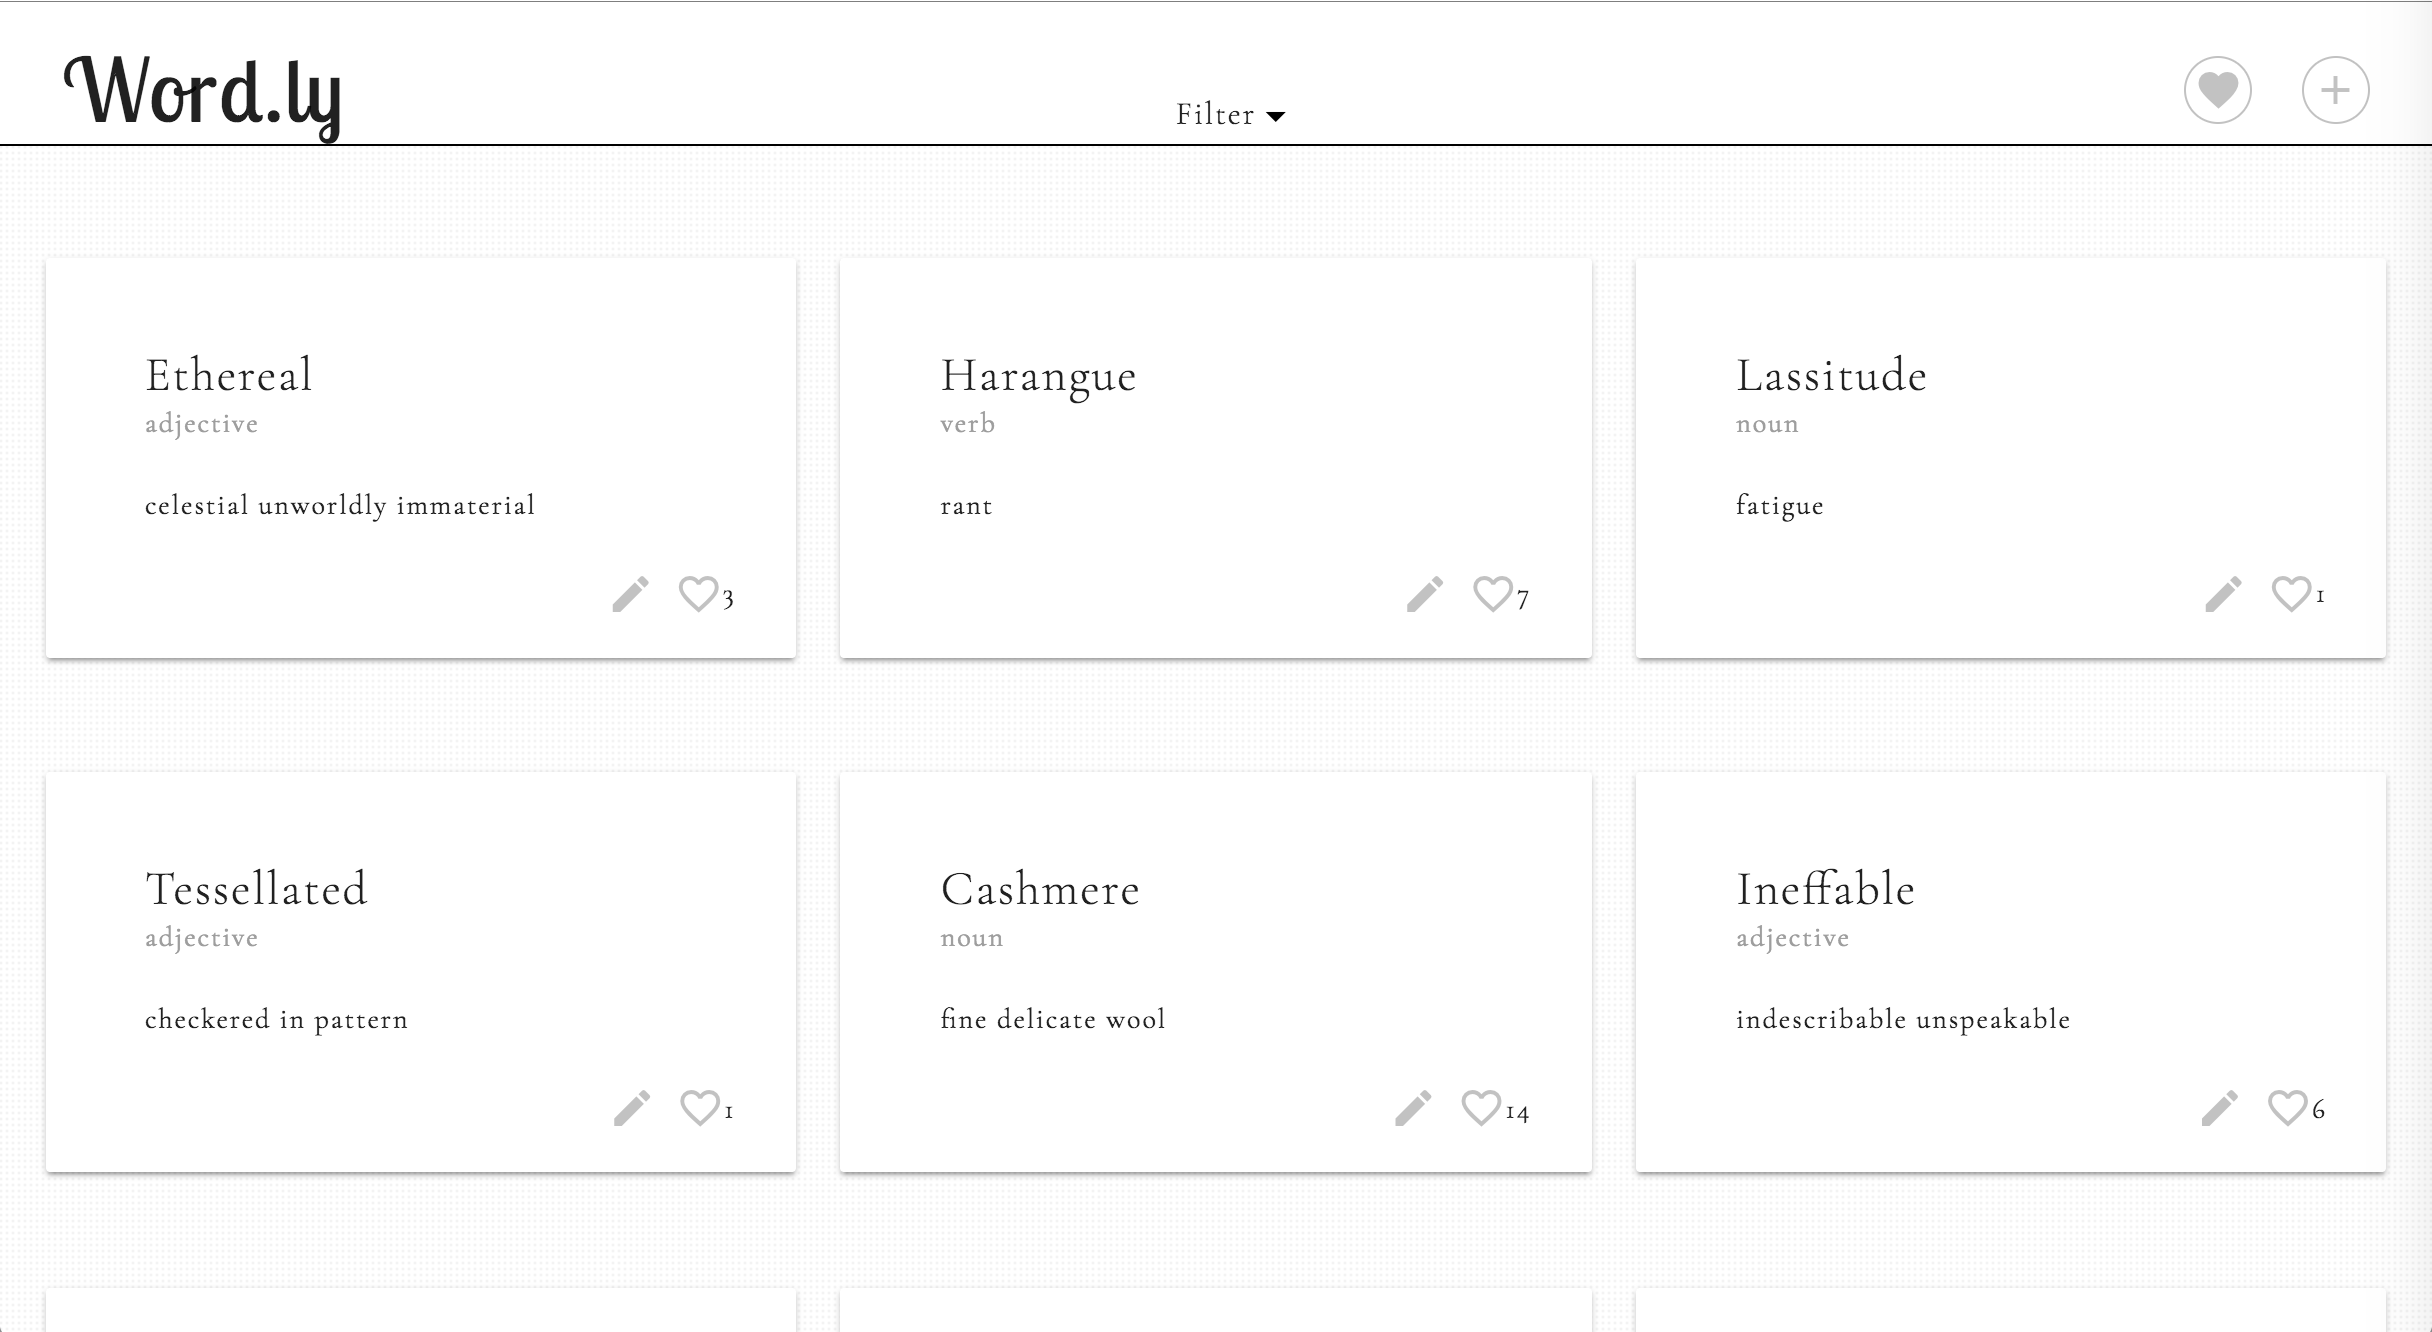 Word.ly
Filter
Ethereal
adjective
celestial unworldly immaterial
3
Harangue
verb
rant
7
Lassitude
noun
fatigue
1
Tessellated
adjective
checkered in pattern
1
Cashmere
noun
fine delicate wool
14
Ineffable
adjective
indescribable unspeakable
6